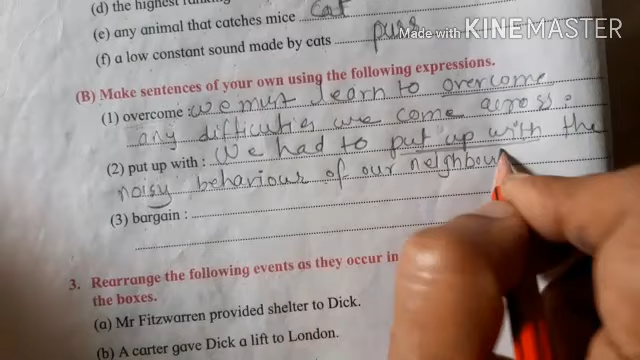 (d) the highest
(e) any animal that catches mice cat
Made with KINEMASTER
(f) a low constant sound made by cats purr
(B) Make sentences of your own using the following expressions.
(1) overcome : we must learn to overcome
any difficulties we come across.
(2) put up with : We had to put up with the
noisy behaviour of our neighbou
(3) bargain :
3. Rearrange the following events as they occur in
the boxes.
(a) Mr Fitzwarren provided shelter to Dick.
(b) A carter gave Dick a lift to London.